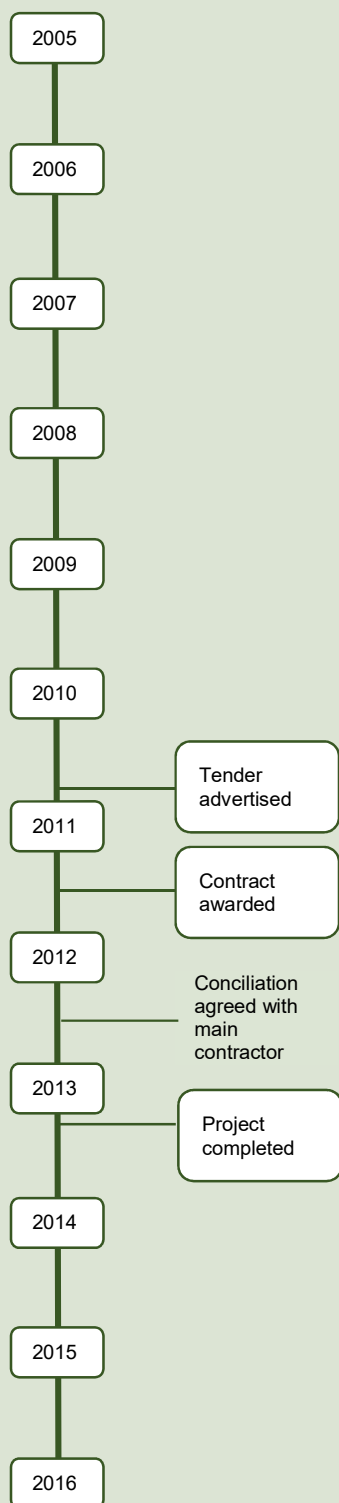 2005
2006
2007
2008
2009
2010
Tender
advertised
2011
Contract
awarded
2012
Conciliation
agreed with
main
contractor
2013
Project
completed
2014
2015
2016